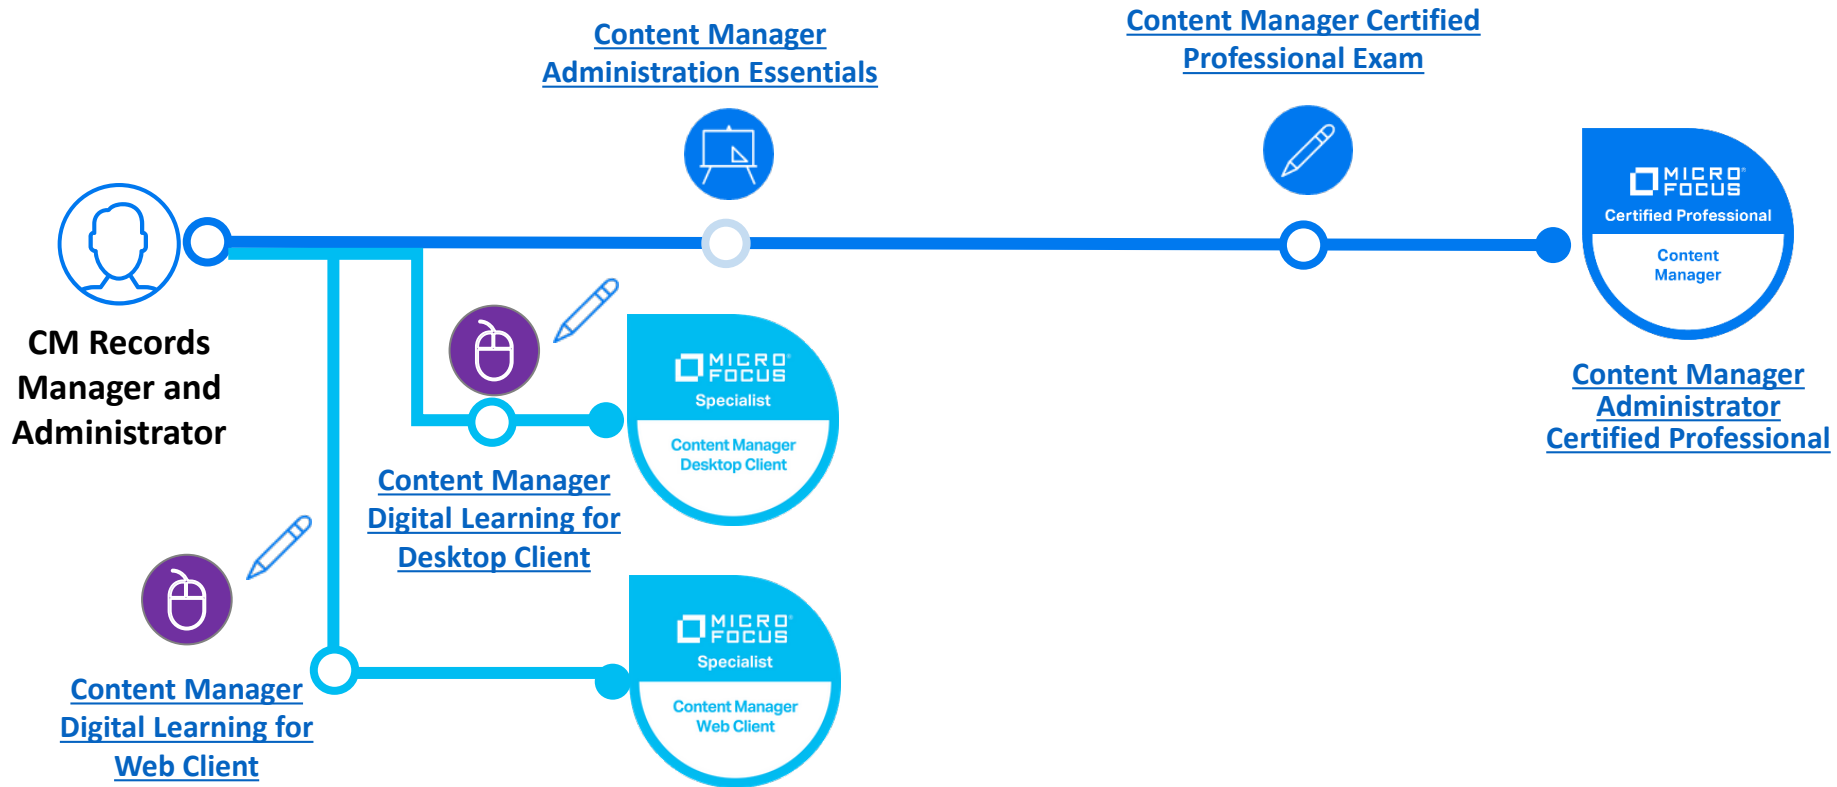 Content Manager
Administration Essentials
Content Manager Certified
Professional Exam
MICRO
FOCUS
Certified Professional
Content
Manager
Content Manager
Administrator
Certified Professional
CM Records
Manager and
Administrator
MICRO
FOCUS
Specialist
Content Manager
Desktop Client
Content Manager
Digital Learning for
Desktop Client
MICRO
FOCUS
Specialist
Content Manager
Web Client
Content Manager
Digital Learning for
Web Client